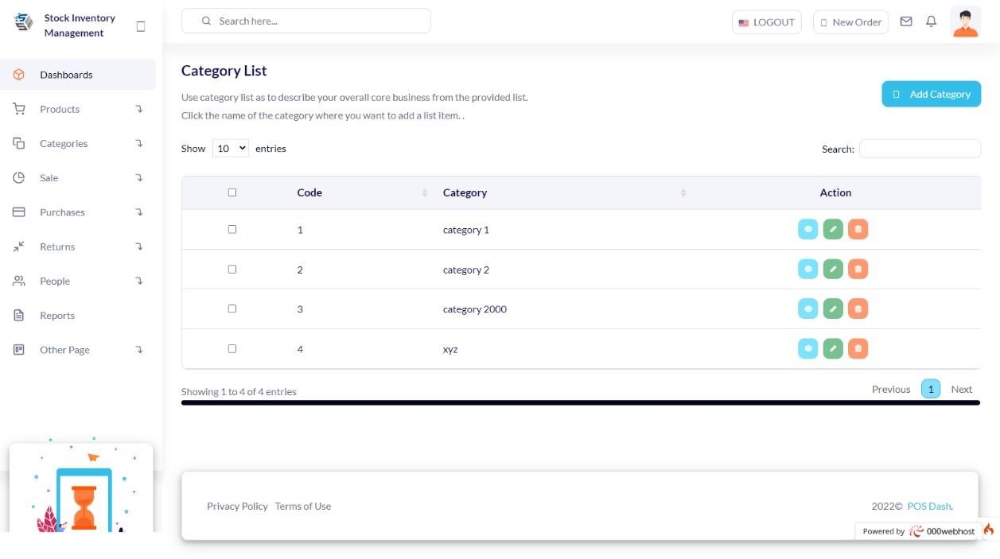 Stock Inventory
Management
Search here...
LOGOUT
New Order
Dashboards
Products
Categories
Sale
Purchases
Returns
People
Reports
Other Page
Category List
Use category list as to describe your overall core business from the provided list.
Click the name of the category where you want to add a list item. .
Add Category
Show 10 entries
Search:
Code Category Action
1 category 1
2 category 2
3 category 2000
4 xyz
Showing 1 to 4 of 4 entries
Previous 1 Next
Privacy Policy Terms of Use
2022© POS Dash.
Powered by 000webhost